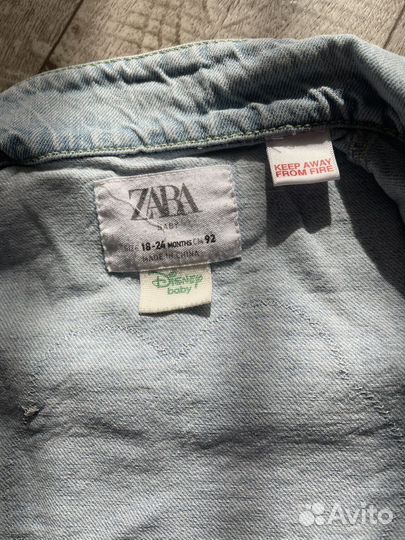 ZARA
BABY
SIZE 18-24 MONTHS CM 92
MADE IN CHINA
Disney
baby
KEEP AWAY
FROM FIRE
Avito